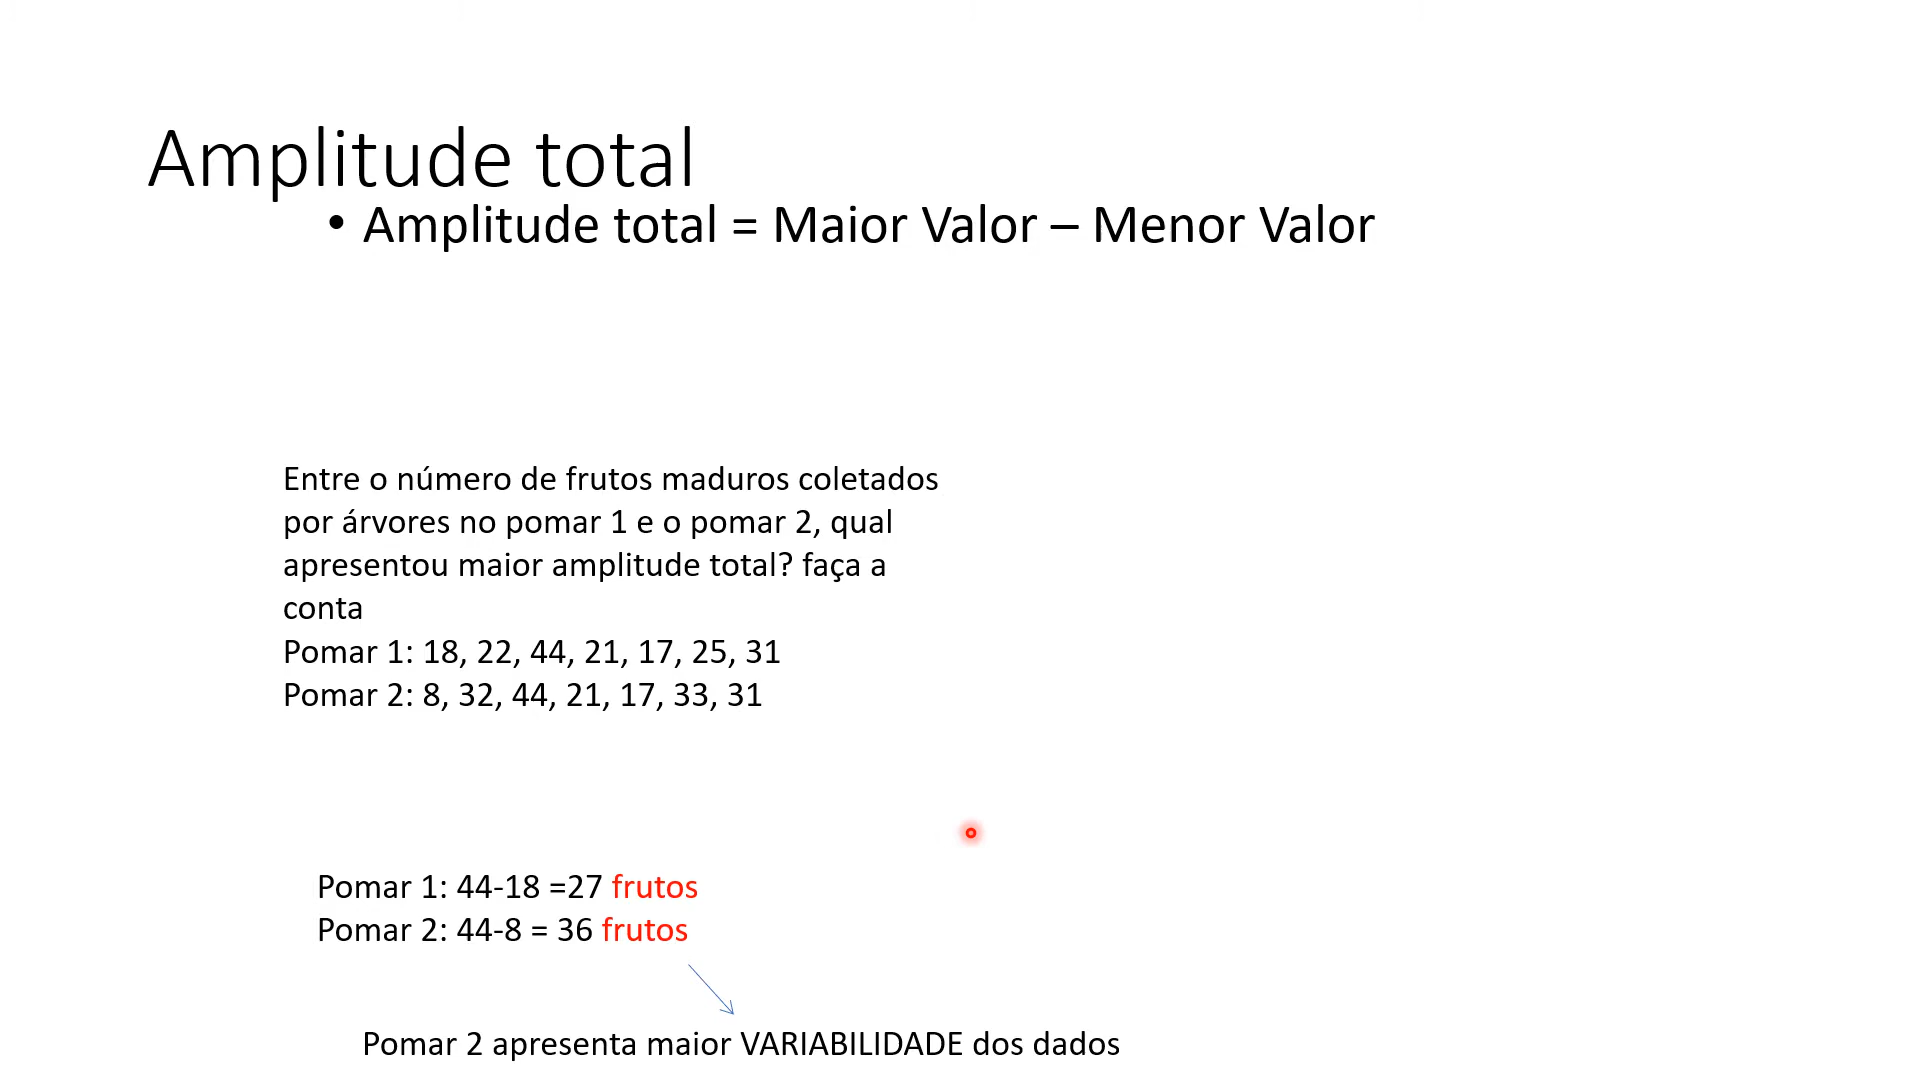 Amplitude total
• Amplitude total = Maior Valor – Menor Valor
Entre o número de frutos maduros coletados
por árvores no pomar 1 e o pomar 2, qual
apresentou maior amplitude total? faça a
conta
Pomar 1: 18, 22, 44, 21, 17, 25, 31
Pomar 2: 8, 32, 44, 21, 17, 33, 31
Pomar 1: 44-18 =27 frutos
Pomar 2: 44-8 = 36 frutos
Pomar 2 apresenta maior VARIABILIDADE dos dados